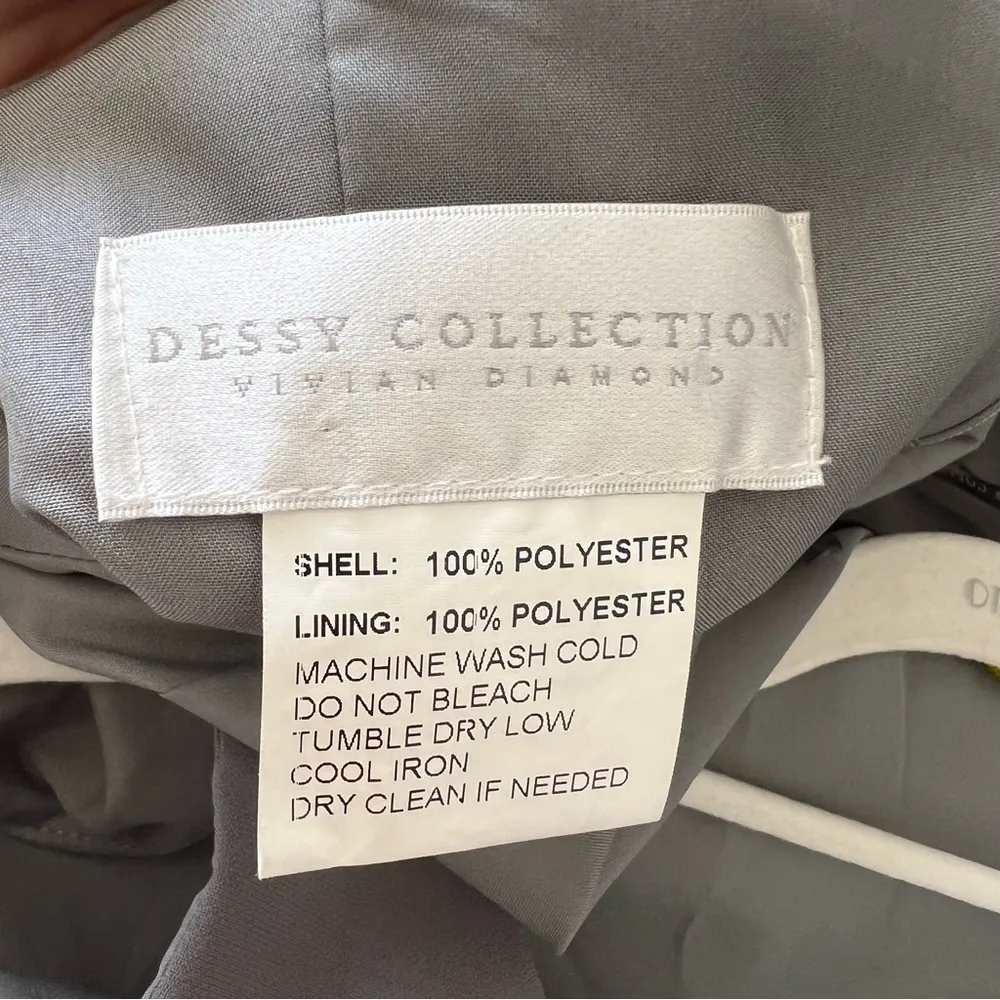 DESSY COLLECTION
VIVIAN DIAMOND
SHELL: 100% POLYESTER
LINING: 100% POLYESTER
MACHINE WASH COLD
DO NOT BLEACH
TUMBLE DRY LOW
COOL IRON
DRY CLEAN IF NEEDED